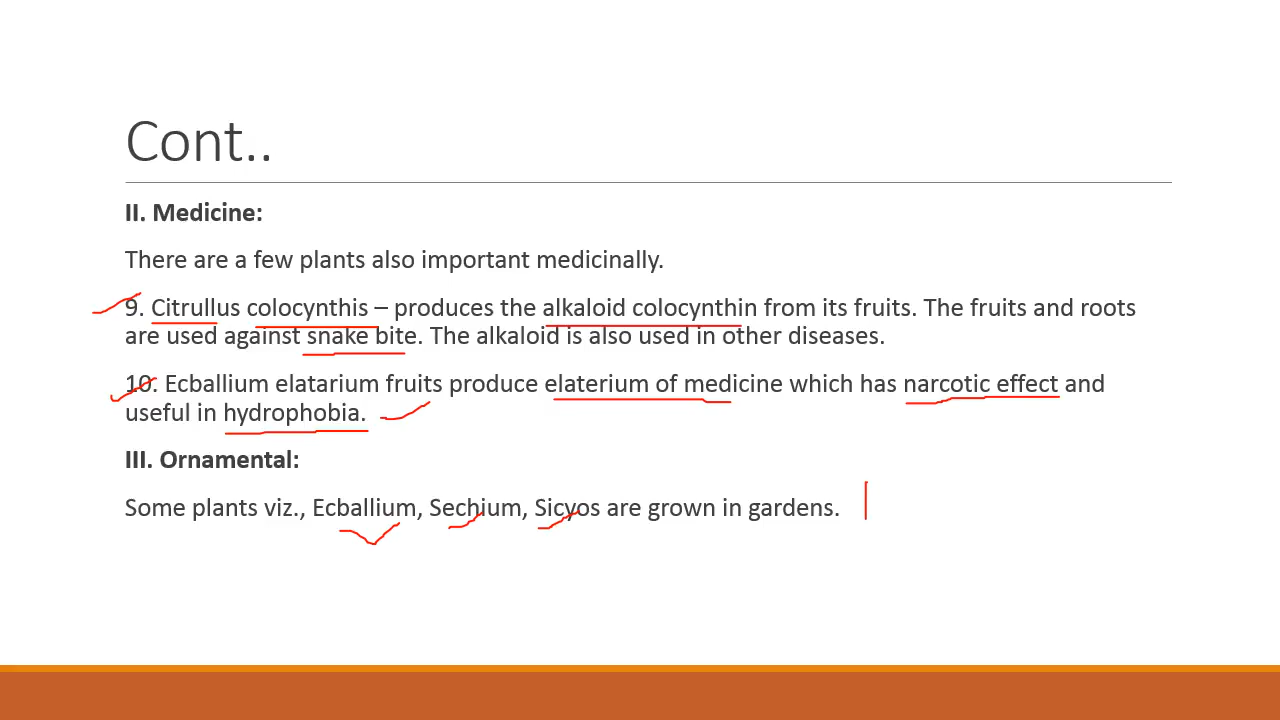 Cont..
II. Medicine:
There are a few plants also important medicinally.
9. Citrullus colocynthis – produces the alkaloid colocynthin from its fruits. The fruits and roots
are used against snake bite. The alkaloid is also used in other diseases.
10. Ecballium elatarium fruits produce elaterium of medicine which has narcotic effect and
useful in hydrophobia.
III. Ornamental:
Some plants viz., Ecballium, Sechium, Sicyos are grown in gardens.